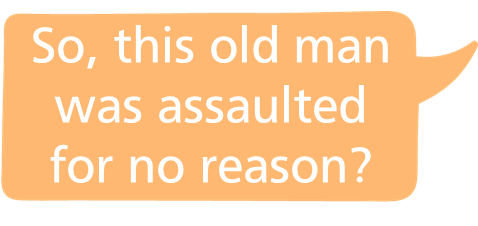 So, this old man
was assaulted
for no reason?